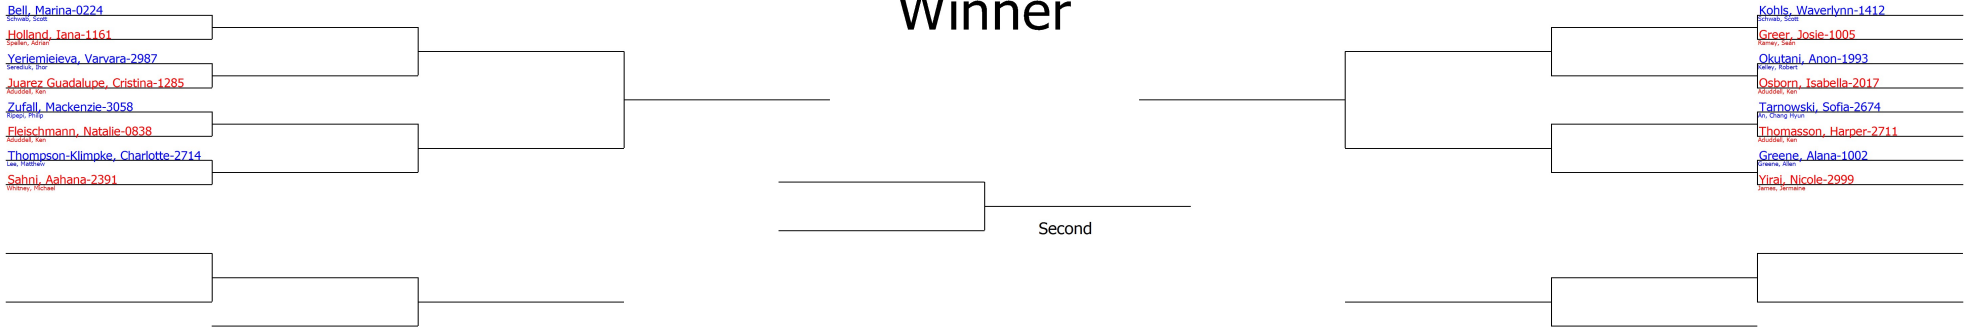 Winner
Bell, Marina-0224
Schwab, Scott
Holland, Iana-1161
Spellan, Adrian
Yeriemieieva, Varvara-2987
Serediuk, Ihor
Juarez Guadalupe, Cristina-1285
Aduddell, Ken
Zufall, Mackenzie-3058
Ripepi, Philip
Fleischmann, Natalie-0838
Aduddell, Ken
Thompson-Klimpke, Charlotte-2714
Lee, Matthew
Sahni, Aahana-2391
Whitney, Michael
Kohls, Waverlynn-1412
Schwab, Scott
Greer, Josie-1005
Ramey, Sean
Okutani, Anon-1993
Kelley, Robert
Osborn, Isabella-2017
Aduddell, Ken
Tarnowski, Sofia-2674
An, Chang Hyun
Thomasson, Harper-2711
Aduddell, Ken
Greene, Alana-1002
Greene, Allen
Yiraj, Nicole-2999
James, Jermaine
Second